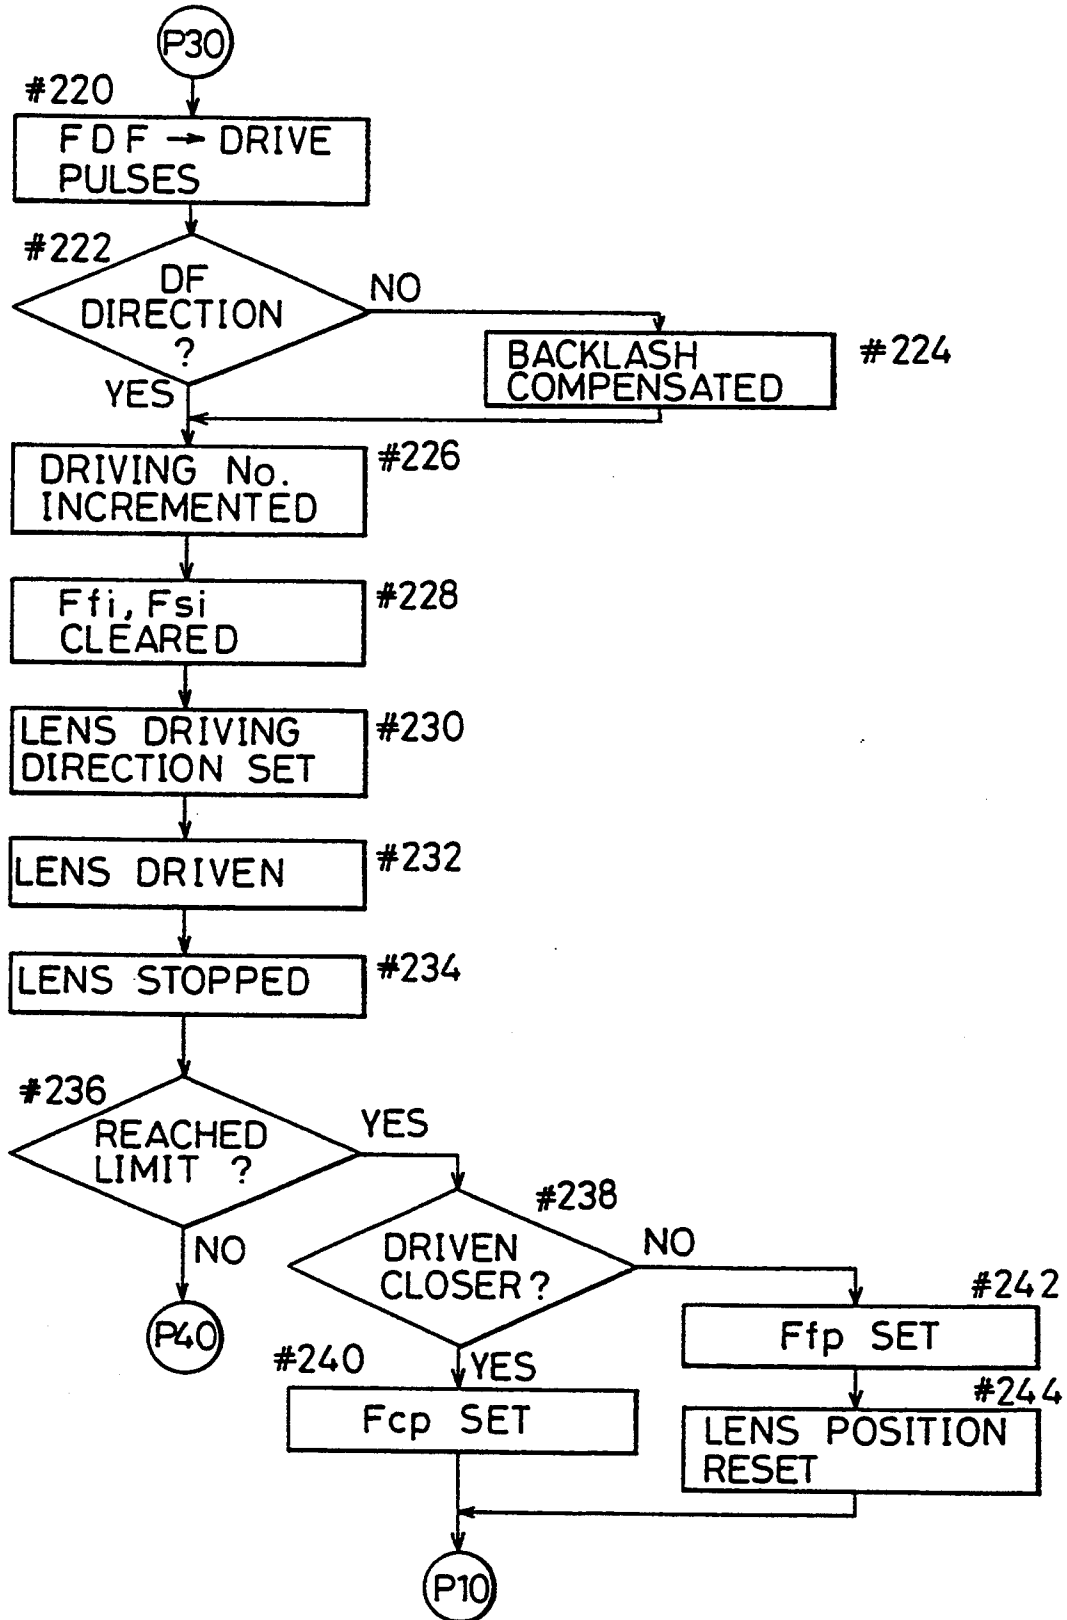 P30
#220
FDF → DRIVE
PULSES
#222
DF
DIRECTION
?
NO
YES
BACKLASH
COMPENSATED
#224
DRIVING No.
INCREMENTED
#226
Ffi, Fsi
CLEARED
#228
LENS DRIVING
DIRECTION SET
#230
LENS DRIVEN
#232
LENS STOPPED
#234
#236
REACHED
LIMIT ?
YES
NO
P40
#238
DRIVEN
CLOSER?
NO
YES
#240
Fcp SET
#242
Ffp SET
#244
LENS POSITION
RESET
P10